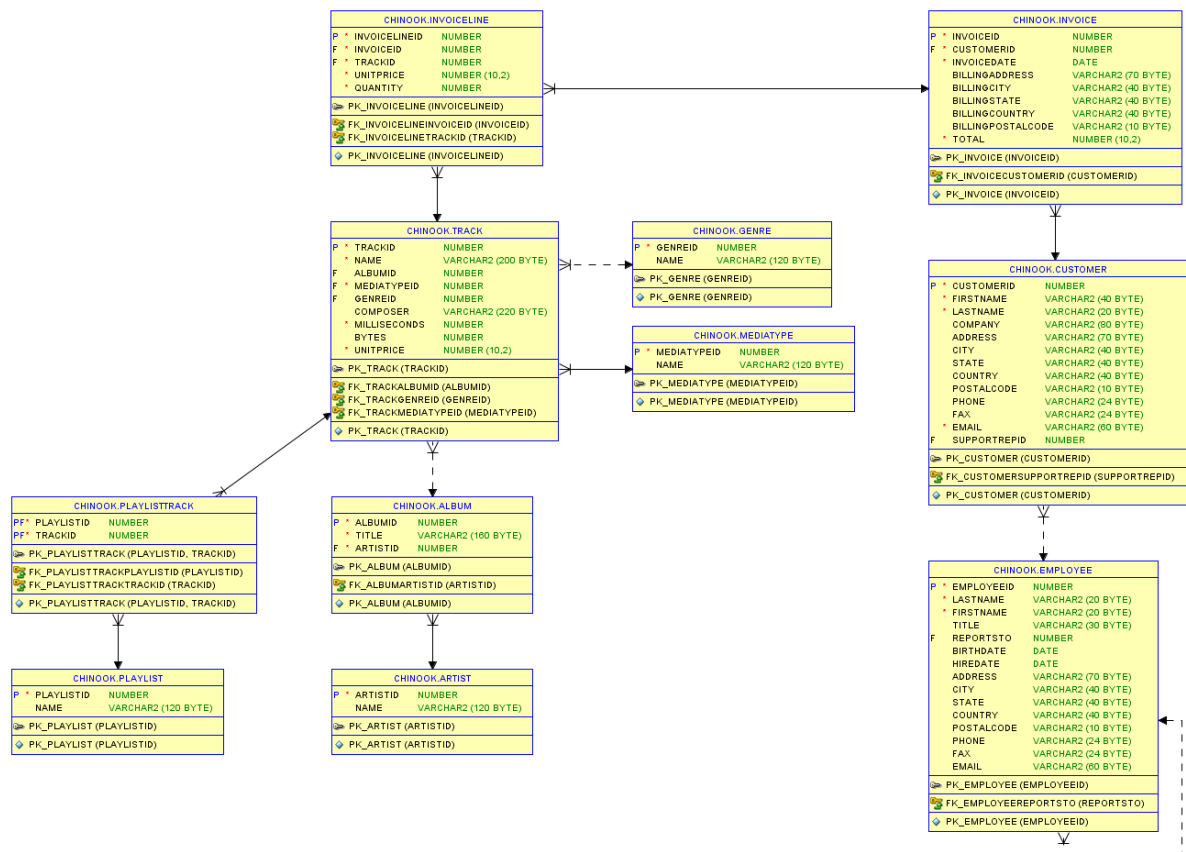 CHINOOK.INVOICELINE
P * INVOICELINEID NUMBER
F * INVOICEID NUMBER
F * TRACKID NUMBER
* UNITPRICE NUMBER (10,2)
* QUANTITY NUMBER
PK_INVOICELINE (INVOICELINEID)
FK_INVOICELINEINVOICEID (INVOICEID)
FK_INVOICELINETRACKID (TRACKID)
PK_INVOICELINE (INVOICELINEID)
CHINOOK.INVOICE
P * INVOICEID NUMBER
F * CUSTOMERID NUMBER
* INVOICEDATE DATE
BILLINGADDRESS VARCHAR2 (70 BYTE)
BILLINGCITY VARCHAR2 (40 BYTE)
BILLINGSTATE VARCHAR2 (40 BYTE)
BILLINGCOUNTRY VARCHAR2 (40 BYTE)
BILLINGPOSTALCODE VARCHAR2 (10 BYTE)
* TOTAL NUMBER (10,2)
PK_INVOICE (INVOICEID)
FK_INVOICECUSTOMERID (CUSTOMERID)
PK_INVOICE (INVOICEID)
CHINOOK.TRACK
P * TRACKID NUMBER
* NAME VARCHAR2 (200 BYTE)
F ALBUMID NUMBER
F * MEDIATYPEID NUMBER
F GENREID NUMBER
COMPOSER VARCHAR2 (220 BYTE)
* MILLISECONDS NUMBER
BYTES NUMBER
* UNITPRICE NUMBER (10,2)
PK_TRACK (TRACKID)
FK_TRACKALBUMID (ALBUMID)
FK_TRACKGENREID (GENREID)
FK_TRACKMEDIATYPEID (MEDIATYPEID)
PK_TRACK (TRACKID)
CHINOOK.GENRE
P * GENREID NUMBER
NAME VARCHAR2 (120 BYTE)
PK_GENRE (GENREID)
PK_GENRE (GENREID)
CHINOOK.MEDIATYPE
P * MEDIATYPEID NUMBER
NAME VARCHAR2 (120 BYTE)
PK_MEDIATYPE (MEDIATYPEID)
PK_MEDIATYPE (MEDIATYPEID)
CHINOOK.CUSTOMER
P * CUSTOMERID NUMBER
* FIRSTNAME VARCHAR2 (40 BYTE)
* LASTNAME VARCHAR2 (20 BYTE)
COMPANY VARCHAR2 (80 BYTE)
ADDRESS VARCHAR2 (70 BYTE)
CITY VARCHAR2 (40 BYTE)
STATE VARCHAR2 (40 BYTE)
COUNTRY VARCHAR2 (40 BYTE)
POSTALCODE VARCHAR2 (10 BYTE)
PHONE VARCHAR2 (24 BYTE)
FAX VARCHAR2 (24 BYTE)
* EMAIL VARCHAR2 (60 BYTE)
F SUPPORTREPID NUMBER
PK_CUSTOMER (CUSTOMERID)
FK_CUSTOMERSUPPORTREPID (SUPPORTREPID)
PK_CUSTOMER (CUSTOMERID)
CHINOOK.PLAYLISTTRACK
PF* PLAYLISTID NUMBER
PF* TRACKID NUMBER
PK_PLAYLISTTRACK (PLAYLISTID, TRACKID)
FK_PLAYLISTTRACKPLAYLISTID (PLAYLISTID)
FK_PLAYLISTTRACKTRACKID (TRACKID)
PK_PLAYLISTTRACK (PLAYLISTID, TRACKID)
CHINOOK.ALBUM
P * ALBUMID NUMBER
* TITLE VARCHAR2 (160 BYTE)
F * ARTISTID NUMBER
PK_ALBUM (ALBUMID)
FK_ALBUMARTISTID (ARTISTID)
PK_ALBUM (ALBUMID)
CHINOOK.PLAYLIST
P * PLAYLISTID NUMBER
NAME VARCHAR2 (120 BYTE)
PK_PLAYLIST (PLAYLISTID)
PK_PLAYLIST (PLAYLISTID)
CHINOOK.ARTIST
P * ARTISTID NUMBER
NAME VARCHAR2 (120 BYTE)
PK_ARTIST (ARTISTID)
PK_ARTIST (ARTISTID)
CHINOOK.EMPLOYEE
P * EMPLOYEEID NUMBER
* LASTNAME VARCHAR2 (20 BYTE)
* FIRSTNAME VARCHAR2 (20 BYTE)
TITLE VARCHAR2 (30 BYTE)
F REPORTSTO NUMBER
BIRTHDATE DATE
HIREDATE DATE
ADDRESS VARCHAR2 (70 BYTE)
CITY VARCHAR2 (40 BYTE)
STATE VARCHAR2 (40 BYTE)
COUNTRY VARCHAR2 (40 BYTE)
POSTALCODE VARCHAR2 (10 BYTE)
PHONE VARCHAR2 (24 BYTE)
FAX VARCHAR2 (24 BYTE)
EMAIL VARCHAR2 (60 BYTE)
PK_EMPLOYEE (EMPLOYEEID)
FK_EMPLOYEEREPORTSTO (REPORTSTO)
PK_EMPLOYEE (EMPLOYEEID)